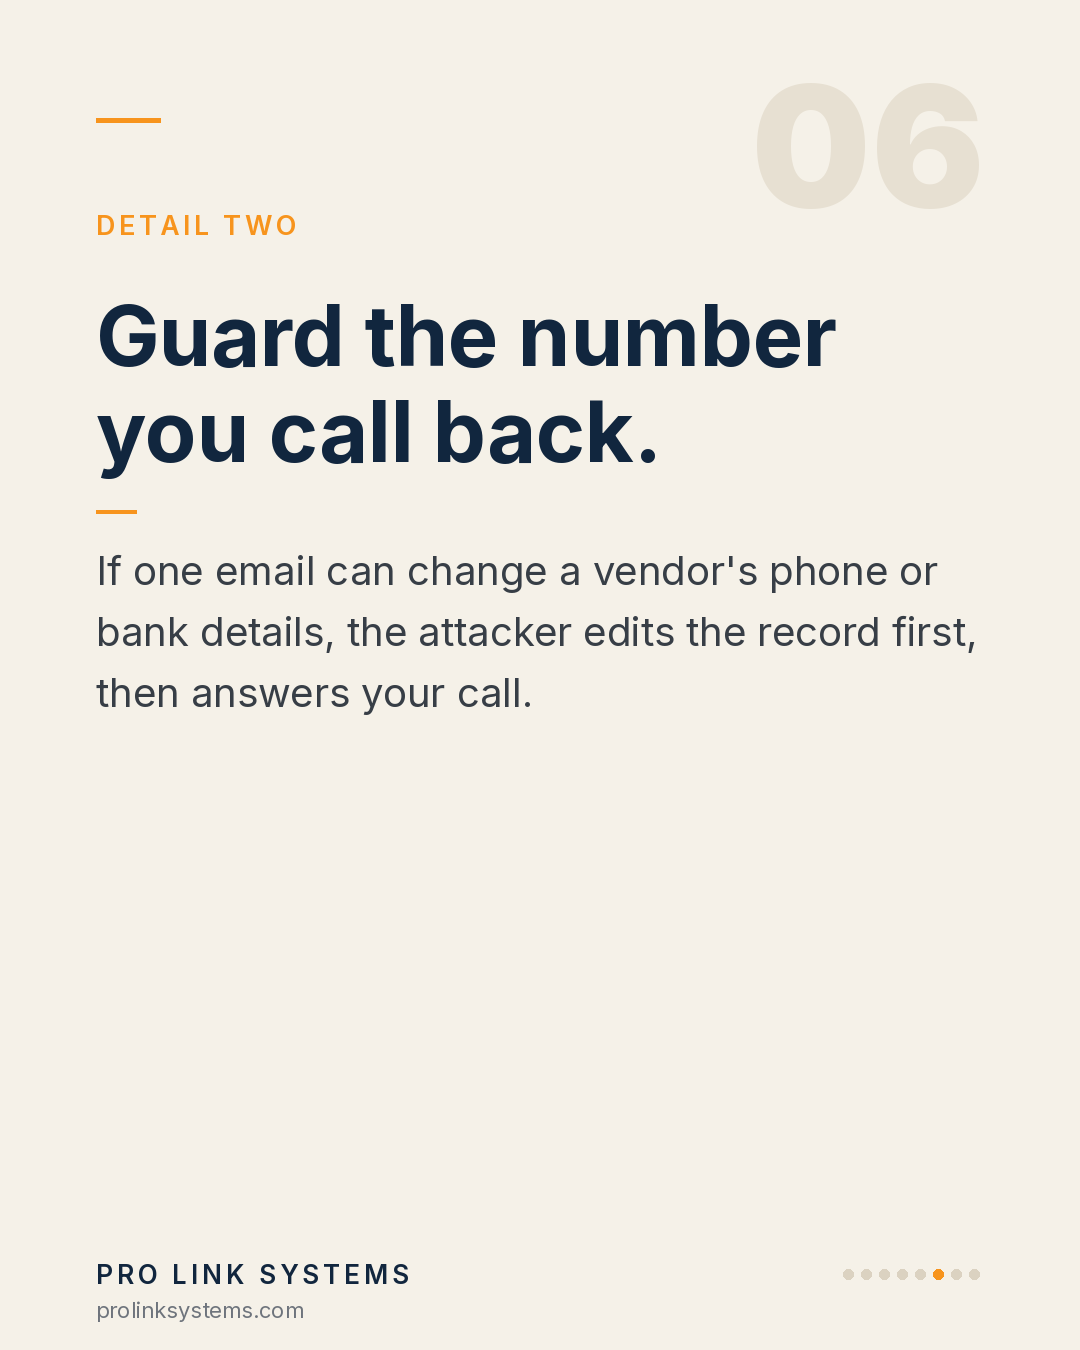 06
DETAIL TWO
Guard the number
you call back.
If one email can change a vendor's phone or
bank details, the attacker edits the record first,
then answers your call.
PRO LINK SYSTEMS
prolinksystems.com